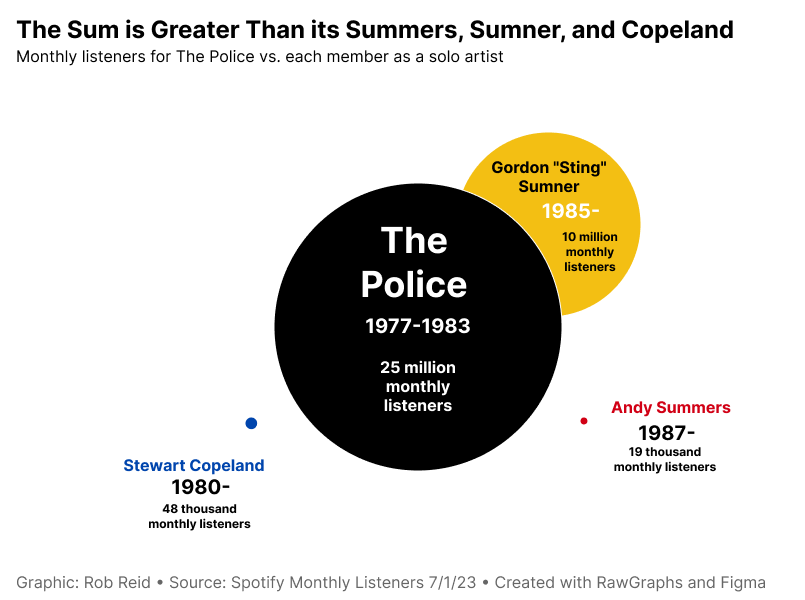 The Sum is Greater Than its Summers, Sumner, and Copeland
Monthly listeners for The Police vs. each member as a solo artist
Gordon "Sting"
Sumner
1985-
10 million
monthly
listeners
The
Police
1977-1983
25 million
monthly
listeners
Andy Summers
1987-
19 thousand
monthly listeners
Stewart Copeland
1980-
48 thousand
monthly listeners
Graphic: Rob Reid • Source: Spotify Monthly Listeners 7/1/23 • Created with RawGraphs and Figma